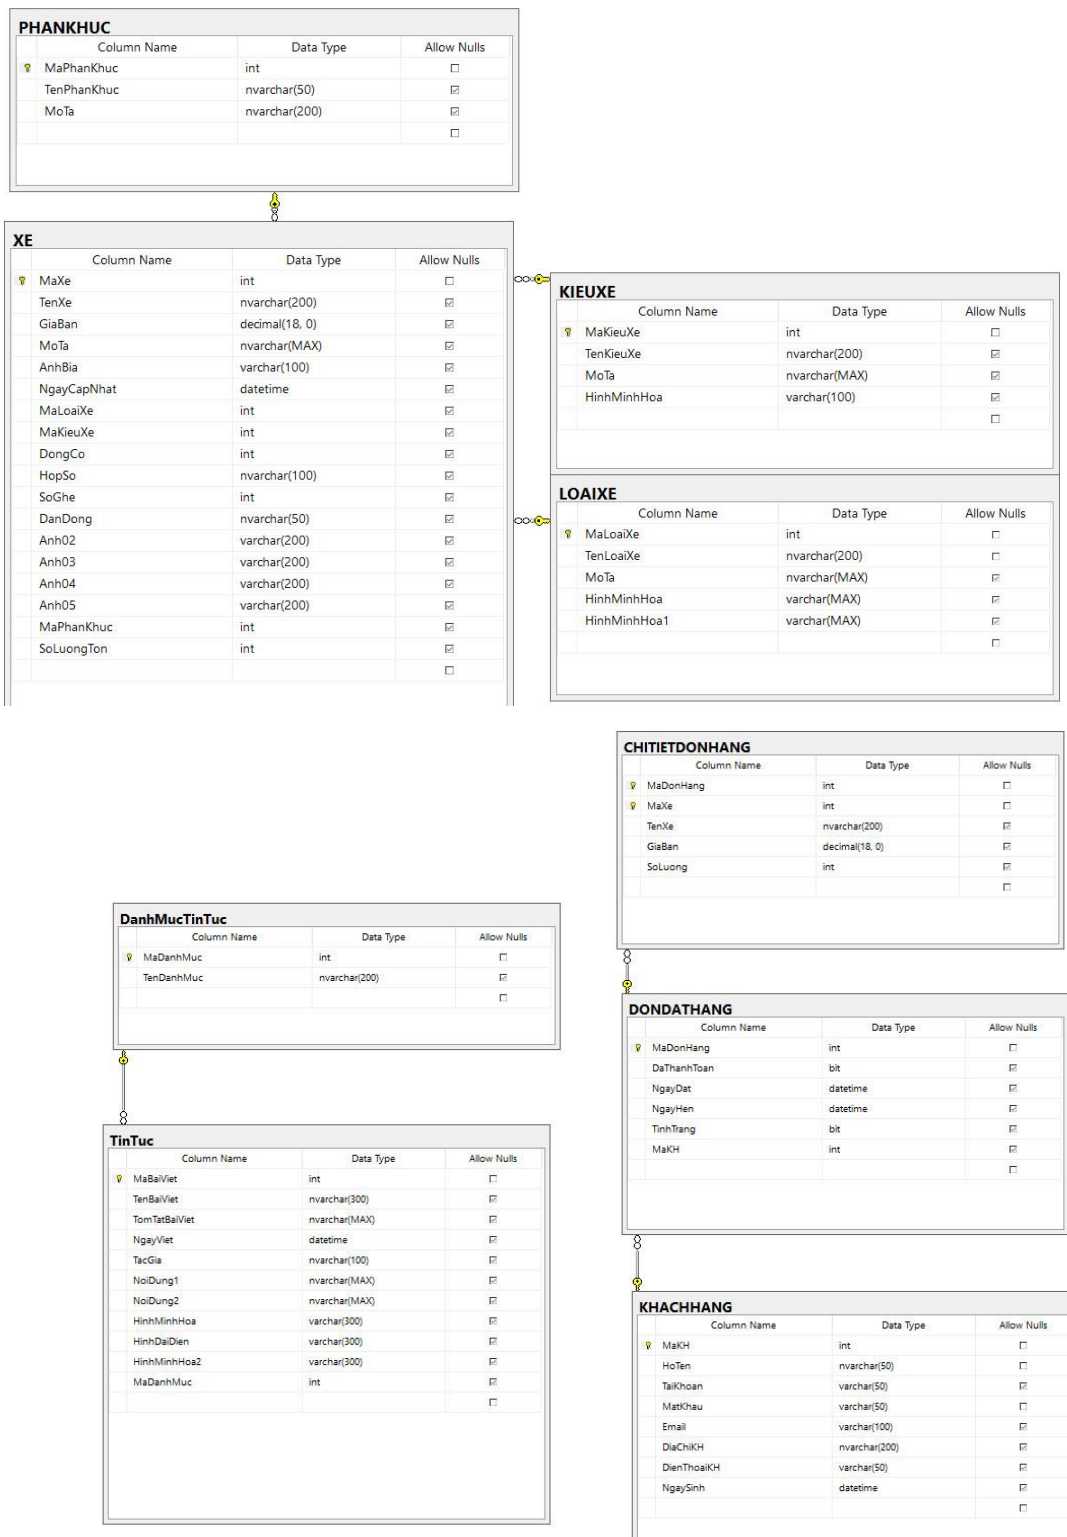 PHANKHUC
Column Name Data Type Allow Nulls
MaPhanKhuc int
TenPhanKhuc nvarchar(50)
MoTa nvarchar(200)
XE
Column Name Data Type Allow Nulls
MaXe int
TenXe nvarchar(200)
GiaBan decimal(18, 0)
MoTa nvarchar(MAX)
AnhBia varchar(100)
NgayCapNhat datetime
MaLoaiXe int
MaKieuXe int
DongCo int
HopSo nvarchar(100)
SoGhe int
DanDong nvarchar(50)
Anh02 varchar(200)
Anh03 varchar(200)
Anh04 varchar(200)
Anh05 varchar(200)
MaPhanKhuc int
SoLuongTon int
KIEUXE
Column Name Data Type Allow Nulls
MaKieuXe int
TenKieuXe nvarchar(200)
MoTa nvarchar(MAX)
HinhMinhHoa varchar(100)
LOAIXE
Column Name Data Type Allow Nulls
MaLoaiXe int
TenLoaiXe nvarchar(200)
MoTa nvarchar(MAX)
HinhMinhHoa varchar(MAX)
HinhMinhHoa1 varchar(MAX)
CHITIETDONHANG
Column Name Data Type Allow Nulls
MaDonHang int
MaXe int
TenXe nvarchar(200)
GiaBan decimal(18, 0)
SoLuong int
DanhMucTinTuc
Column Name Data Type Allow Nulls
MaDanhMuc int
TenDanhMuc nvarchar(200)
DONDATHANG
Column Name Data Type Allow Nulls
MaDonHang int
DaThanhToan bit
NgayDat datetime
NgayHen datetime
TinhTrang bit
MaKH int
TinTuc
Column Name Data Type Allow Nulls
MaBaiViet int
TenBaiViet nvarchar(300)
TomTatBaiViet nvarchar(MAX)
NgayViet datetime
TacGia nvarchar(100)
NoiDung1 nvarchar(MAX)
NoiDung2 nvarchar(MAX)
HinhMinhHoa varchar(300)
HinhDaiDien varchar(300)
HinhMinhHoa2 varchar(300)
MaDanhMuc int
KHACHHANG
Column Name Data Type Allow Nulls
MaKH int
HoTen nvarchar(50)
TaiKhoan varchar(50)
MatKhau varchar(50)
Email varchar(100)
DiaChiKH nvarchar(200)
DienThoaiKH varchar(50)
NgaySinh datetime